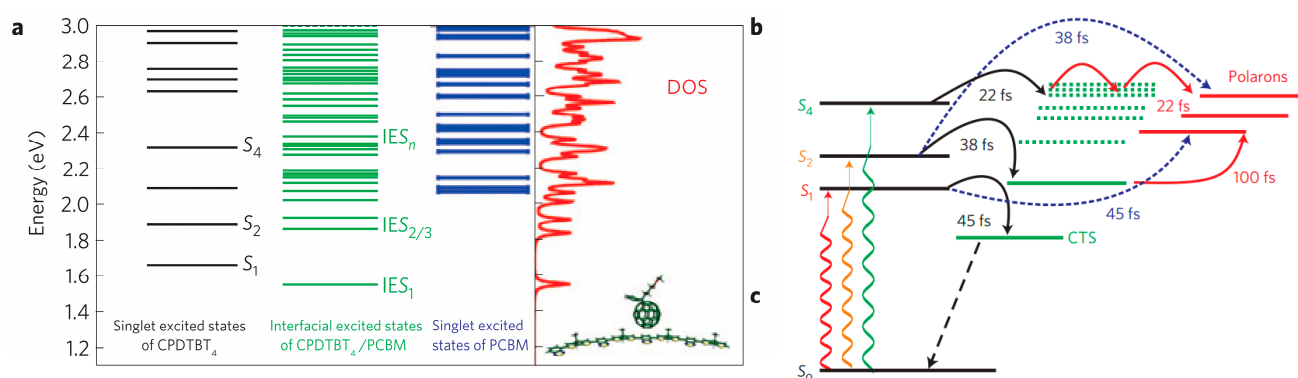 a
3.0
2.8
2.6
2.4
2.2
2.0
1.8
1.6
1.4
1.2
Energy (eV)
S4
S2
S1
IESn
IES2/3
IES1
DOS
Singlet excited states
of CPDTBT4
Interfacial excited states
of CPDTBT4/PCBM
Singlet excited
states of PCBM
b
38 fs
Polarons
S4
22 fs
22 fs
S2
38 fs
S1
100 fs
45 fs
45 fs
CTS
c
S0